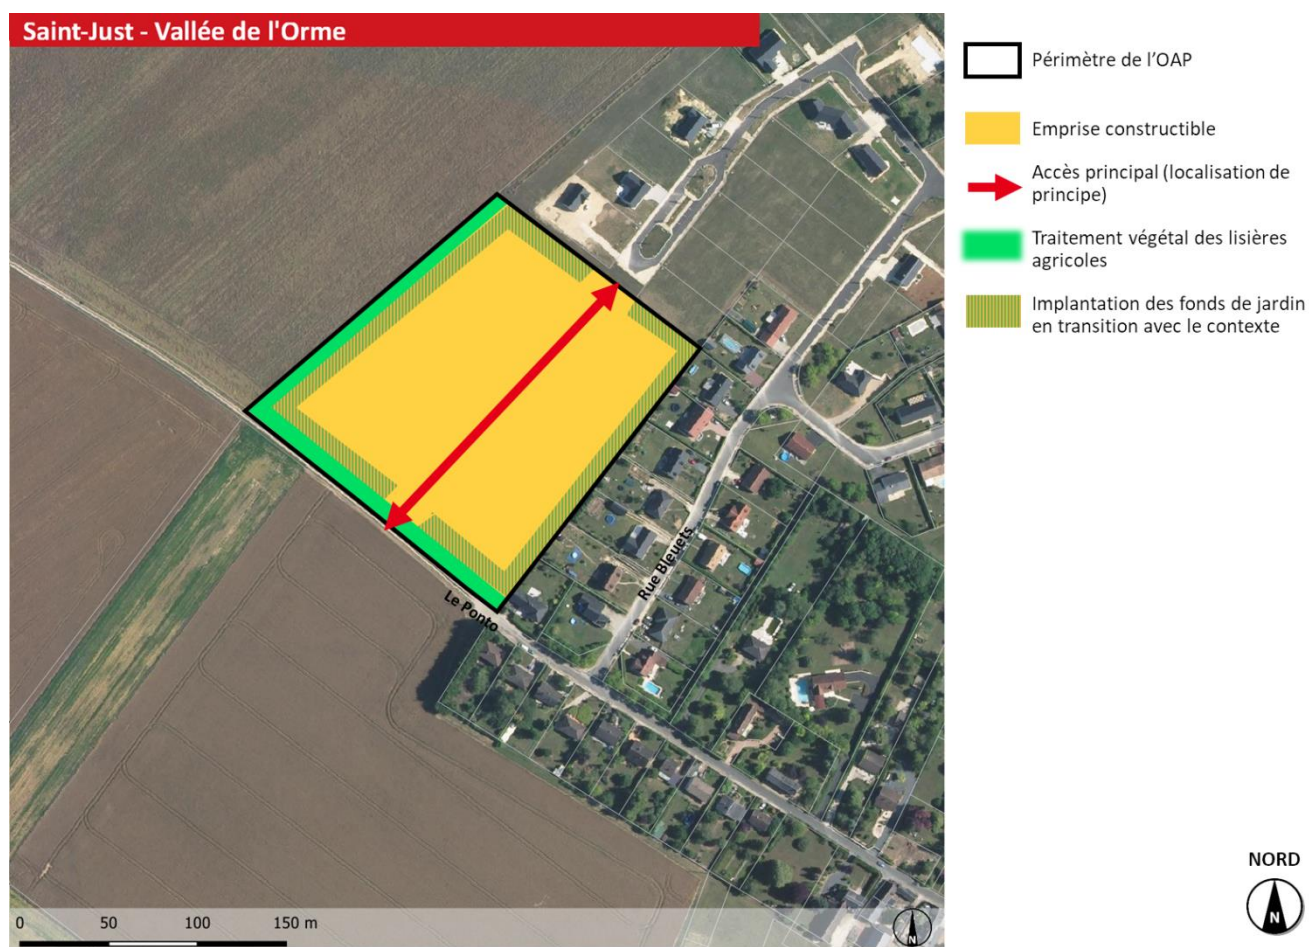 Saint-Just - Vallée de l'Orme
Périmètre de l’OAP
Emprise constructible
Accès principal (localisation de
principe)
Traitement végétal des lisières
agricoles
Implantation des fonds de jardin
en transition avec le contexte
Rue Bleuets
Le Ponto
NORD
N
0 50 100 150 m
N